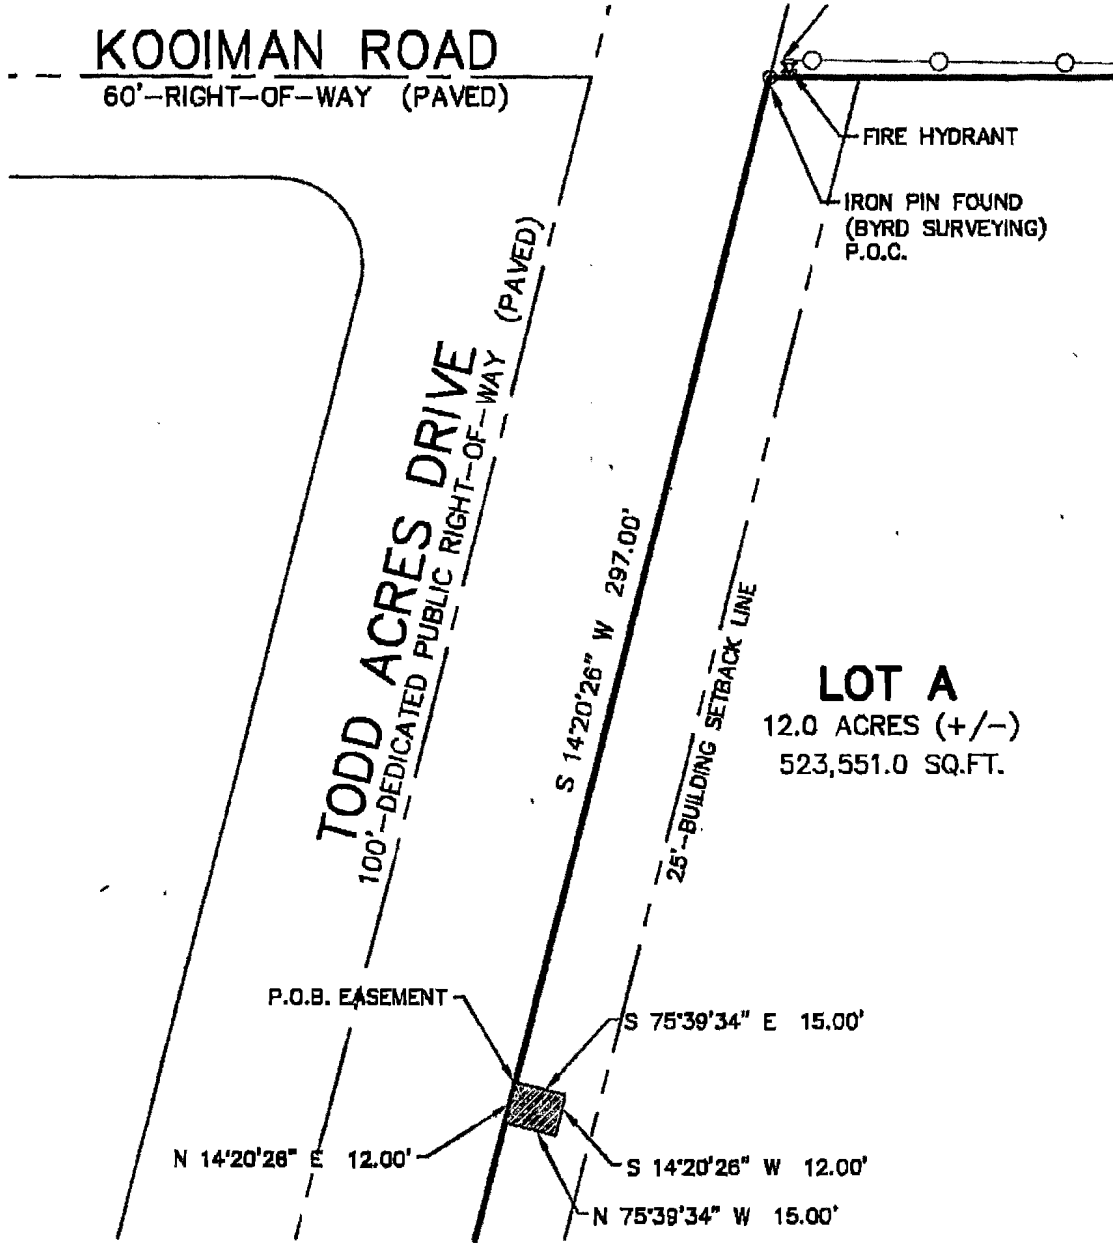 KOOIMAN ROAD
60'-RIGHT-OF-WAY (PAVED)
FIRE HYDRANT
IRON PIN FOUND
(BYRD SURVEYING)
P.O.C.
TODD ACRES DRIVE
100'-DEDICATED PUBLIC RIGHT-OF-WAY (PAVED)
S 14°20'26" W 297.00'
25'-BUILDING SETBACK LINE
LOT A
12.0 ACRES (+/-)
523,551.0 SQ.FT.
P.O.B. EASEMENT
S 75°39'34" E 15.00'
N 14°20'26" E 12.00'
S 14°20'26" W 12.00'
N 75°39'34" W 15.00'